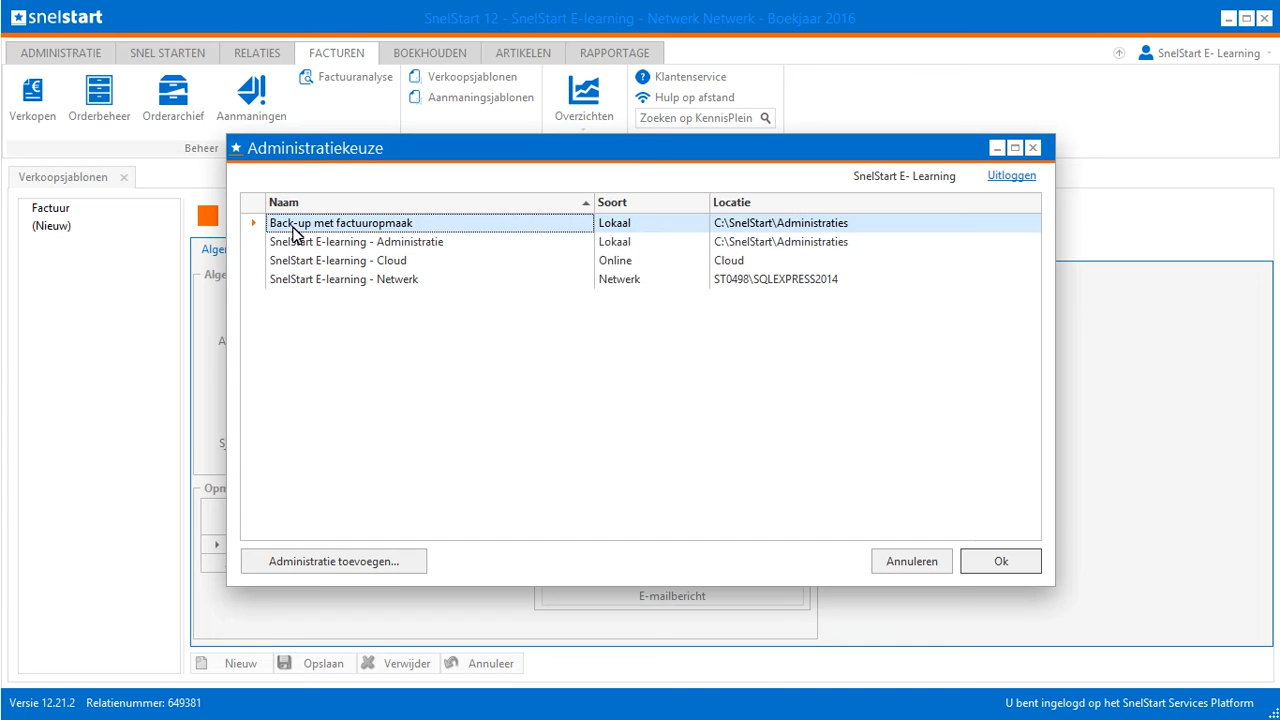 snelstart
SnelStart 12 - SnelStart E-learning - Netwerk Netwerk - Boekjaar 2016
ADMINISTRATIE SNEL STARTEN RELATIES FACTUREN BOEKHOUDEN ARTIKELEN RAPPORTAGE SnelStart E- Learning
Verkopen Orderbeheer Orderarchief Aanmaningen
Factuuranalyse
Verkoopsjablonen
Aanmaningsjablonen
Overzichten
Klantenservice
Hulp op afstand
Zoeken op KennisPlein
Beheer
Administratiekeuze
Verkoopsjablonen
SnelStart E- Learning Uitloggen
Factuur
(Nieuw)
Naam Soort Locatie
Back-up met factuuropmaak Lokaal C:\SnelStart\Administraties
SnelStart E-learning - Administratie Lokaal C:\SnelStart\Administraties
SnelStart E-learning - Cloud Online Cloud
SnelStart E-learning - Netwerk Netwerk ST0498\SQLEXPRESS2014
Administratie toevoegen... Annuleren Ok
E-mailbericht
Nieuw Opslaan Verwijder Annuleer
Versie 12.21.2 Relatienummer: 649381 U bent ingelogd op het SnelStart Services Platform